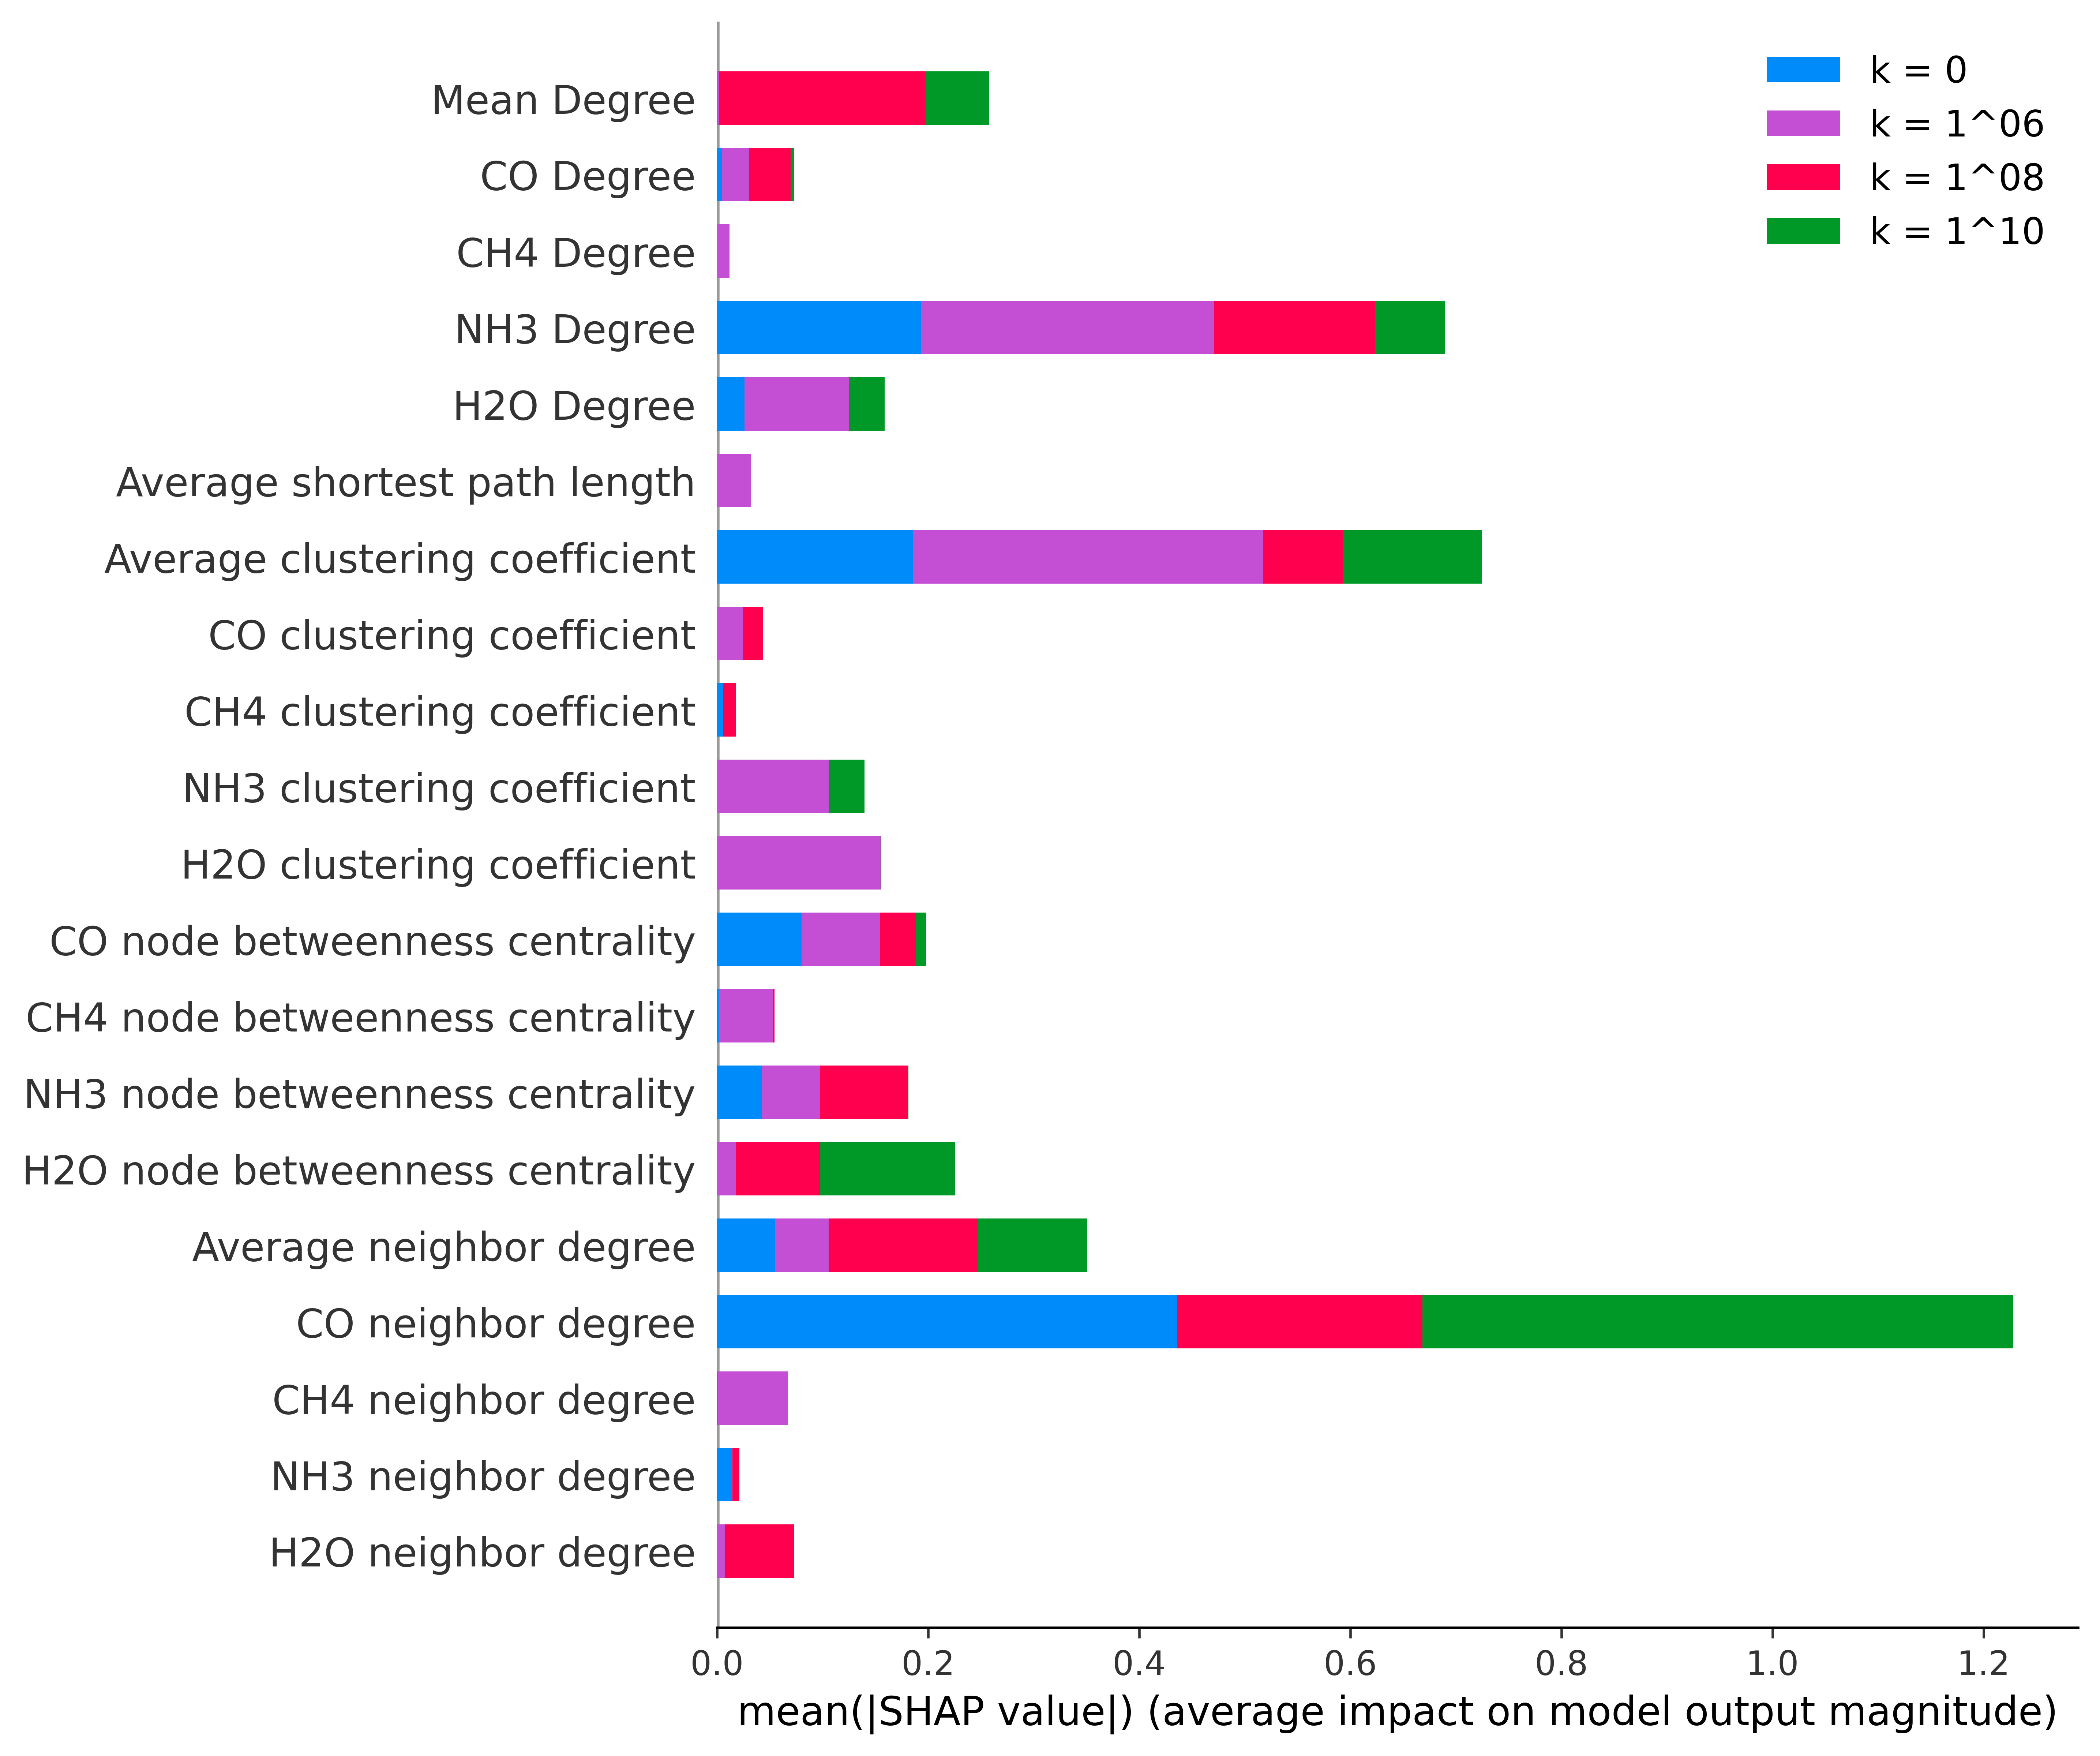 k = 0
k = 1^06
k = 1^08
k = 1^10
Mean Degree
CO Degree
CH4 Degree
NH3 Degree
H2O Degree
Average shortest path length
Average clustering coefficient
CO clustering coefficient
CH4 clustering coefficient
NH3 clustering coefficient
H2O clustering coefficient
CO node betweenness centrality
CH4 node betweenness centrality
NH3 node betweenness centrality
H2O node betweenness centrality
Average neighbor degree
CO neighbor degree
CH4 neighbor degree
NH3 neighbor degree
H2O neighbor degree
0.0 0.2 0.4 0.6 0.8 1.0 1.2
mean(|SHAP value|) (average impact on model output magnitude)